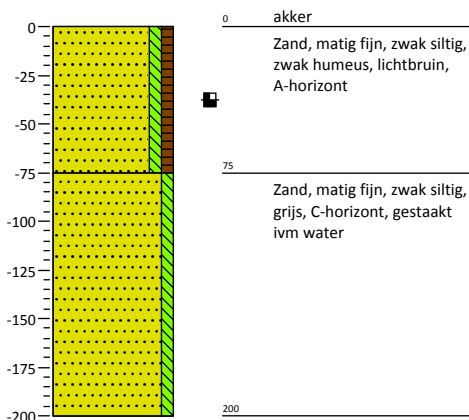 0
-25
-50
-75
-100
-125
-150
-175
-200
0
akker
Zand, matig fijn, zwak siltig,
zwak humeus, lichtbruin,
A-horizont
75
Zand, matig fijn, zwak siltig,
grijs, C-horizont, gestaakt
ivm water
200